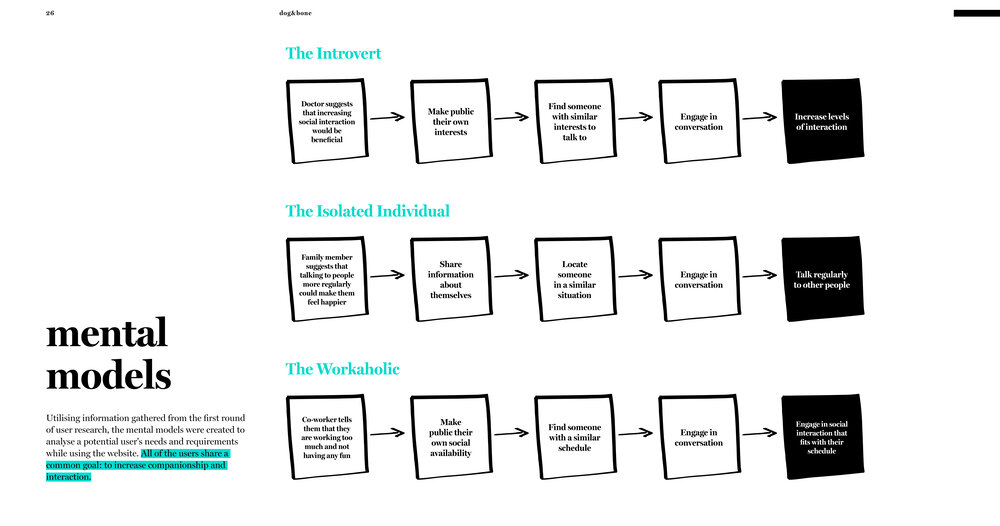 26
dog&bone
The Introvert
Doctor suggests
that increasing
social interaction
would be
beneficial
Make public
their own
interests
Find someone
with similar
interests to
talk to
Engage in
conversation
Increase levels
of interaction
The Isolated Individual
Family member
suggests that
talking to people
more regularly
could make them
feel happier
Share
information
about
themselves
Locate
someone
in a similar
situation
Engage in
conversation
Talk regularly
to other people
The Workaholic
Co-worker tells
them that they
are working too
much and not
having any fun
Make
public their
own social
availability
Find someone
with a similar
schedule
Engage in
conversation
Engage in social
interaction that
fits with their
schedule
mental
models
Utilising information gathered from the first round
of user research, the mental models were created to
analyse a potential user's needs and requirements
while using the website. All of the users share a
common goal: to increase companionship and
interaction.